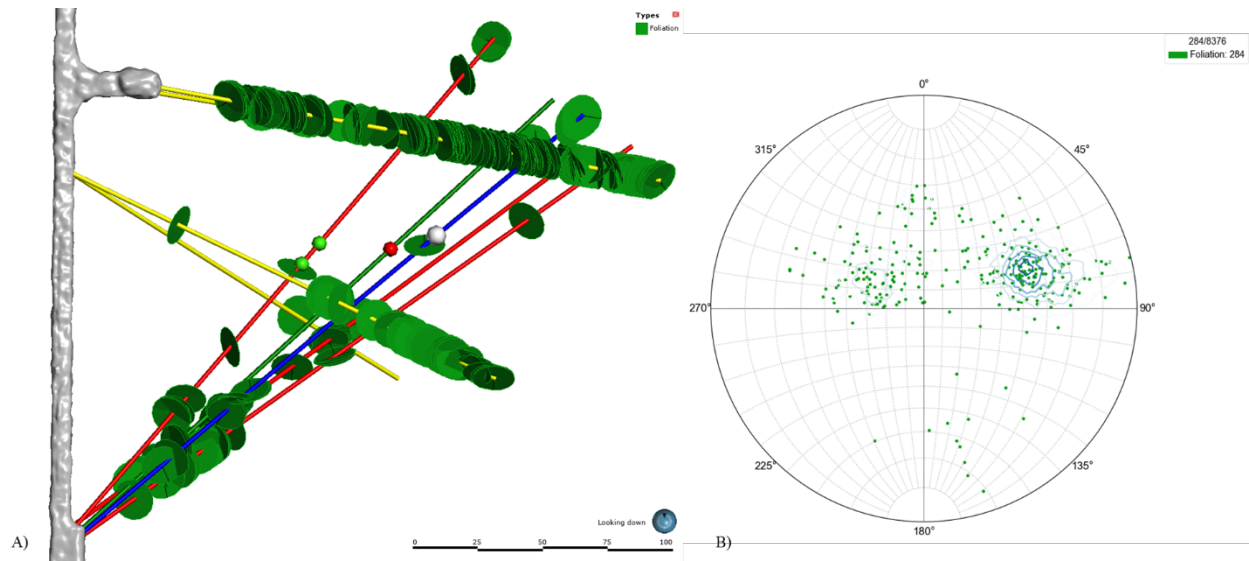 Types
Foliation
Looking down
0 25 50 75 100
A)
284/8376
Foliation: 284
0°
315° 45°
270° 90°
225° 135°
180°
B)